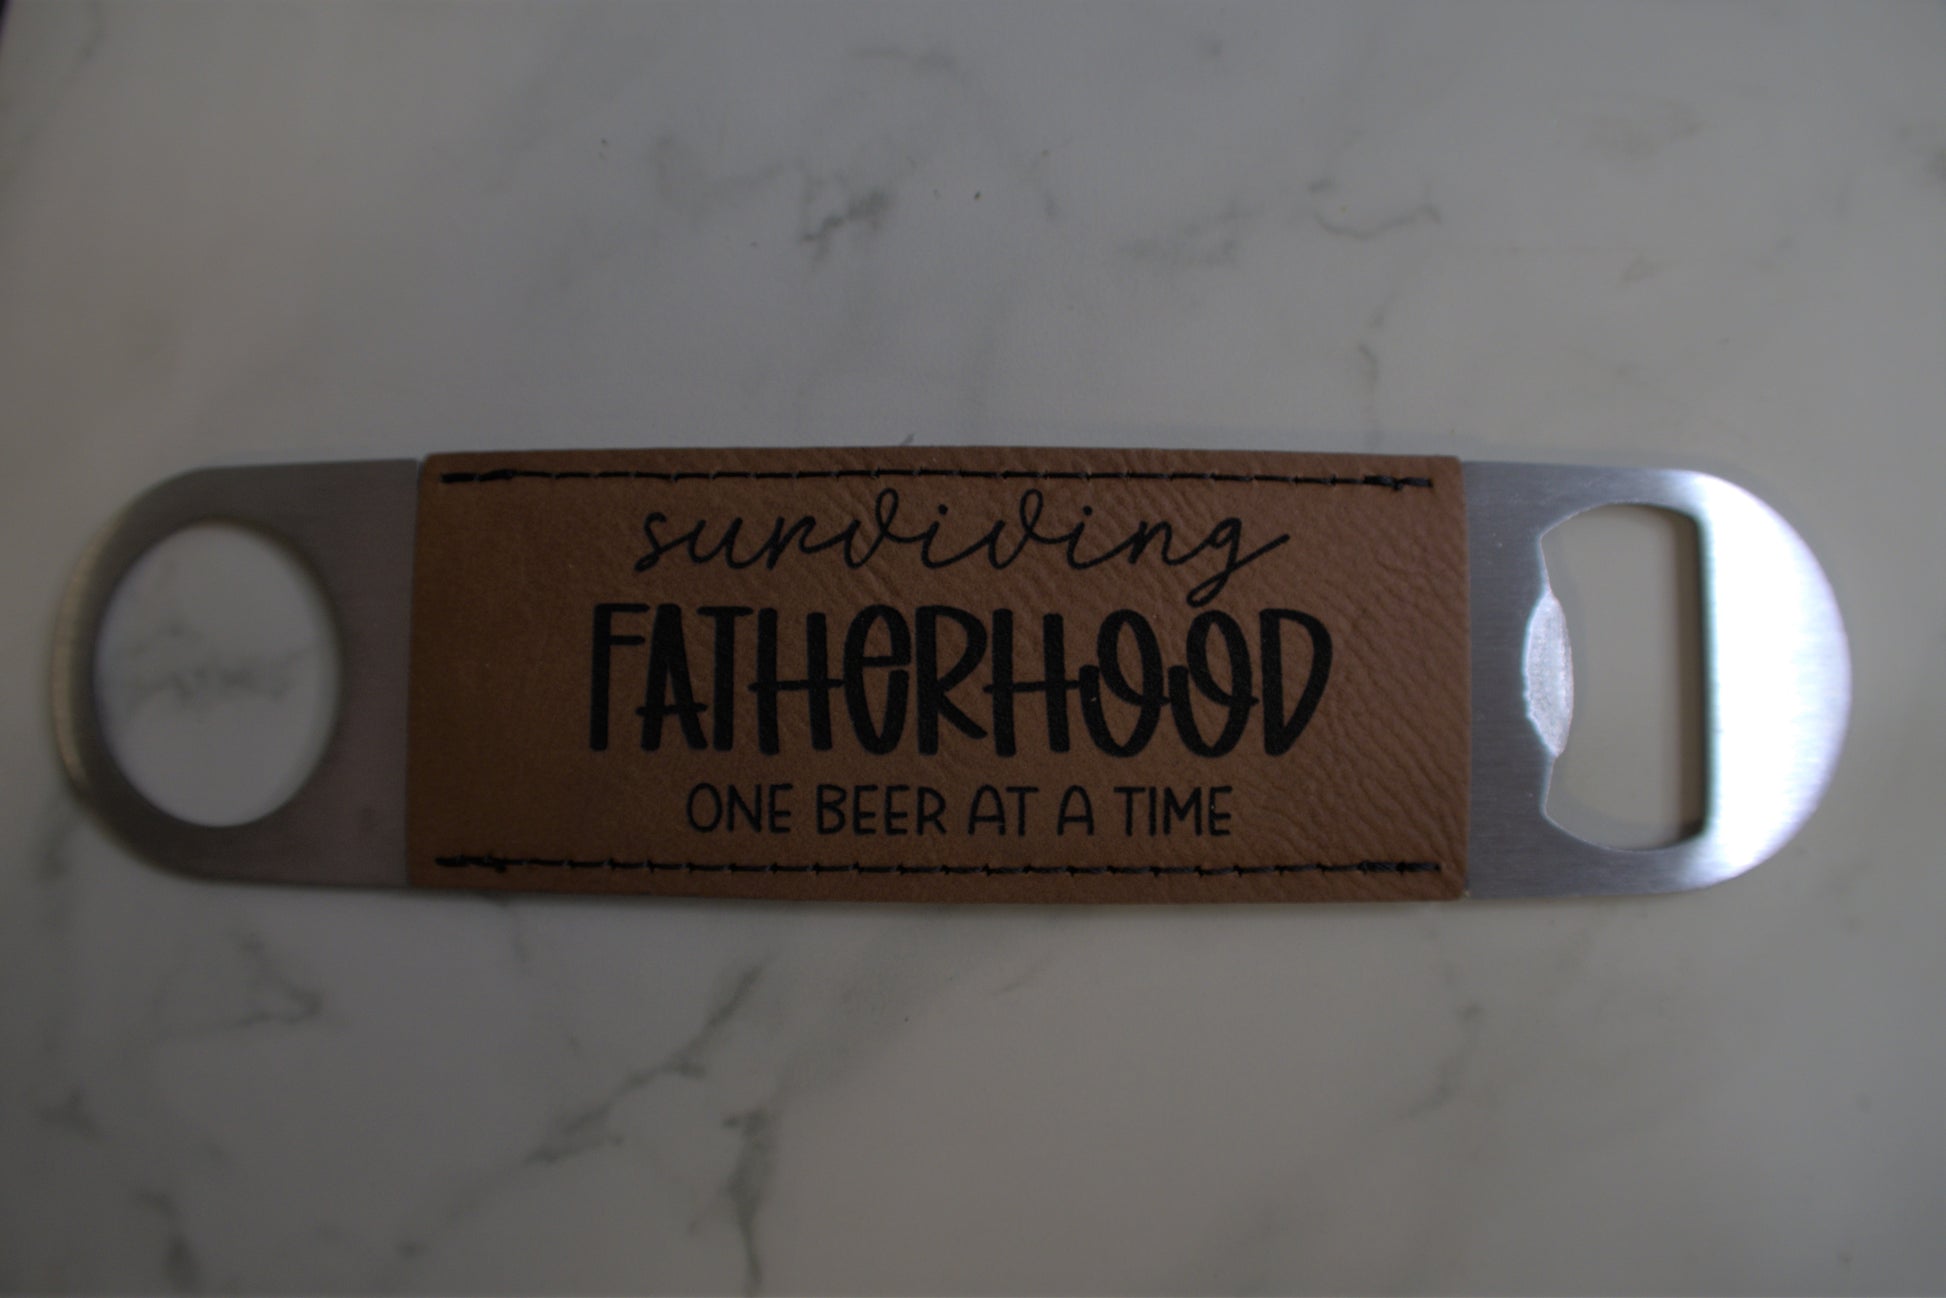 surviving
FATHeRHOOD
ONE BEER AT A TIME